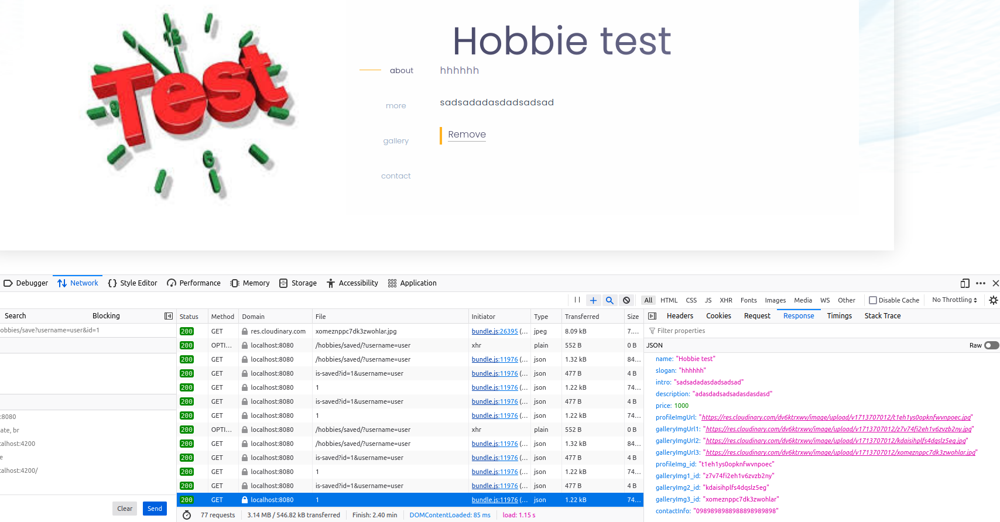 Test
Hobbie test
about
hhhhhh
more
sadsadadasdadsadsad
Remove
gallery
contact
Debugger Network Style Editor Performance Memory Storage Accessibility Application
All HTML CSS JS XHR Fonts Images Media WS Other Disable Cache No Throttling
Search Blocking
obbies/save?username=user&id=1
:8080
ate, br
calhost:4200
e
calhost:4200/
Clear Send
Status Method Domain File Initiator Type Transferred Size
200 GET res.cloudinary.com xomeznppc7dk3zwohlar.jpg bundle.js:26395 (... jpeg 8.09 kB 7....
200 OPTI... localhost:8080 /hobbies/saved/?username=user xhr plain 552 B 0 B
200 GET localhost:8080 /hobbies/saved/?username=user bundle.js:11976 (... json 1.32 kB 84...
200 GET localhost:8080 is-saved?id=1&username=user bundle.js:11976 (... json 477 B 4 B
200 GET localhost:8080 1 bundle.js:11976 (... json 1.22 kB 74...
200 GET localhost:8080 is-saved?id=1&username=user bundle.js:11976 (... json 477 B 4 B
200 GET localhost:8080 1 bundle.js:11976 (... json 1.22 kB 74...
200 OPTI... localhost:8080 /hobbies/saved/?username=user xhr plain 552 B 0 B
200 GET localhost:8080 /hobbies/saved/?username=user bundle.js:11976 (... json 1.32 kB 84...
200 GET localhost:8080 is-saved?id=1&username=user bundle.js:11976 (... json 477 B 4 B
200 GET localhost:8080 1 bundle.js:11976 (... json 1.22 kB 74...
200 GET localhost:8080 is-saved?id=1&username=user bundle.js:11976 (... json 477 B 4 B
200 GET localhost:8080 1 bundle.js:11976 (... json 1.22 kB 74...
77 requests 3.14 MB / 546.82 kB transferred Finish: 2.40 min DOMContentLoaded: 85 ms load: 1.15 s
Headers Cookies Request Response Timings Stack Trace
Filter properties
JSON Raw
name: "Hobbie test"
slogan: "hhhhhh"
intro: "sadsadadasdadsadsad"
description: "adasdadsadsadasdasdasd"
price: 1000
profileImgUrl: "https://res.cloudinary.com/dv6ktrxwv/image/upload/v1713707012/t1eh1ys0opknfwvnpoec.jpg"
galleryImgUrl1: "https://res.cloudinary.com/dv6ktrxwv/image/upload/v1713707012/z7v74fi2eh1v6zvzb2ny.jpg"
galleryImgUrl2: "https://res.cloudinary.com/dv6ktrxwv/image/upload/v1713707012/kdaisihplfs4dqslz5eg.jpg"
galleryImgUrl3: "https://res.cloudinary.com/dv6ktrxwv/image/upload/v1713707012/xomeznppc7dk3zwohlar.jpg"
profileImg_id: "t1eh1ys0opknfwvnpoec"
galleryImg1_id: "z7v74fi2eh1v6zvzb2ny"
galleryImg2_id: "kdaisihplfs4dqslz5eg"
galleryImg3_id: "xomeznppc7dk3zwohlar"
contactInfo: "0989898988988898989898"